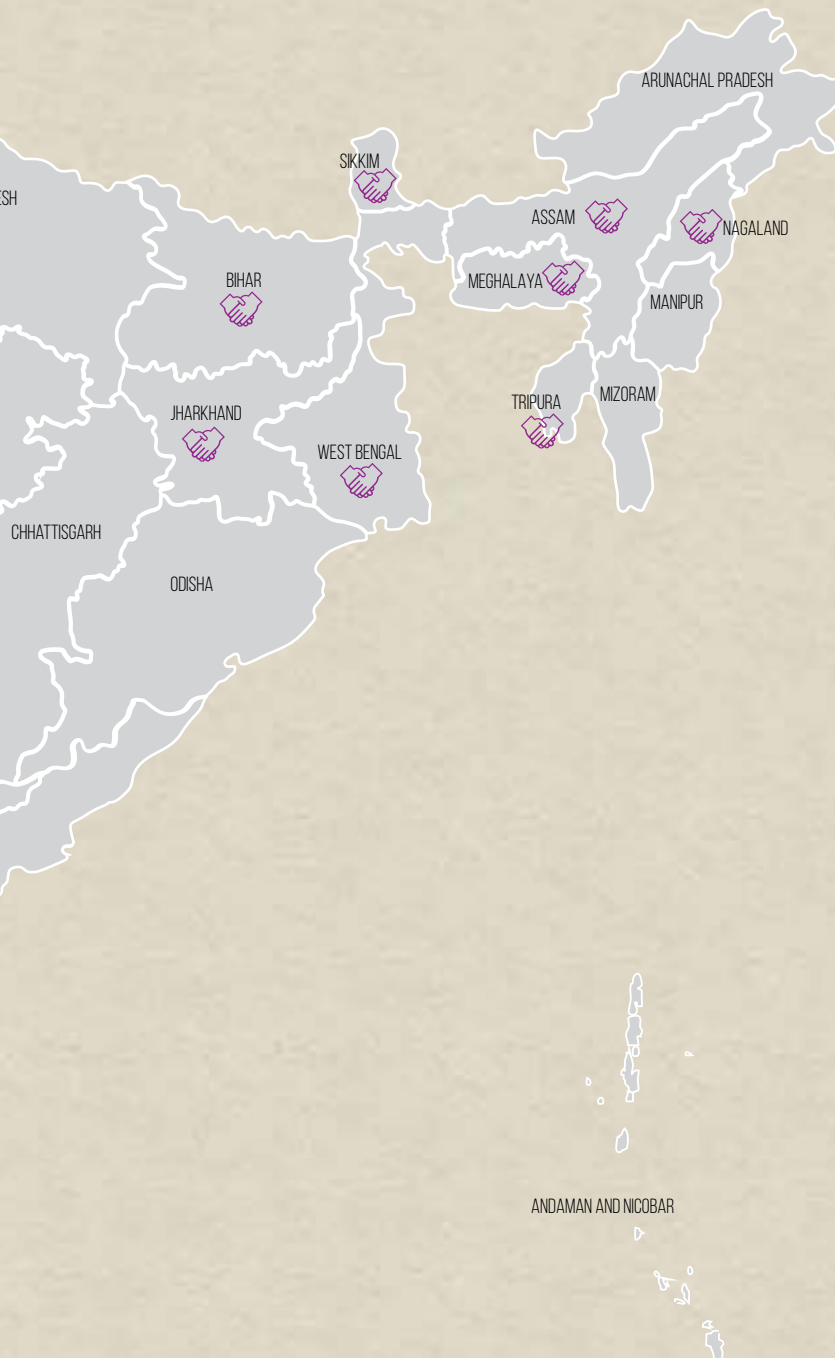 ARUNACHAL PRADESH
SIKKIM
ESH
ASSAM
NAGALAND
BIHAR
MEGHALAYA
MANIPUR
MIZORAM
TRIPURA
JHARKHAND
WEST BENGAL
CHHATTISGARH
ODISHA
ANDAMAN AND NICOBAR